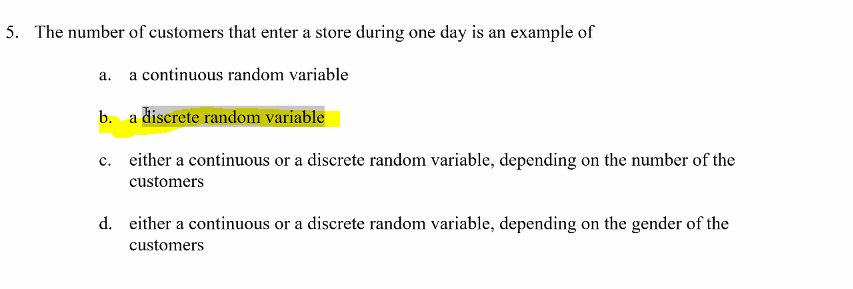 5. The number of customers that enter a store during one day is an example of
a. a continuous random variable
b. a discrete random variable
c. either a continuous or a discrete random variable, depending on the number of the
customers
d. either a continuous or a discrete random variable, depending on the gender of the
customers